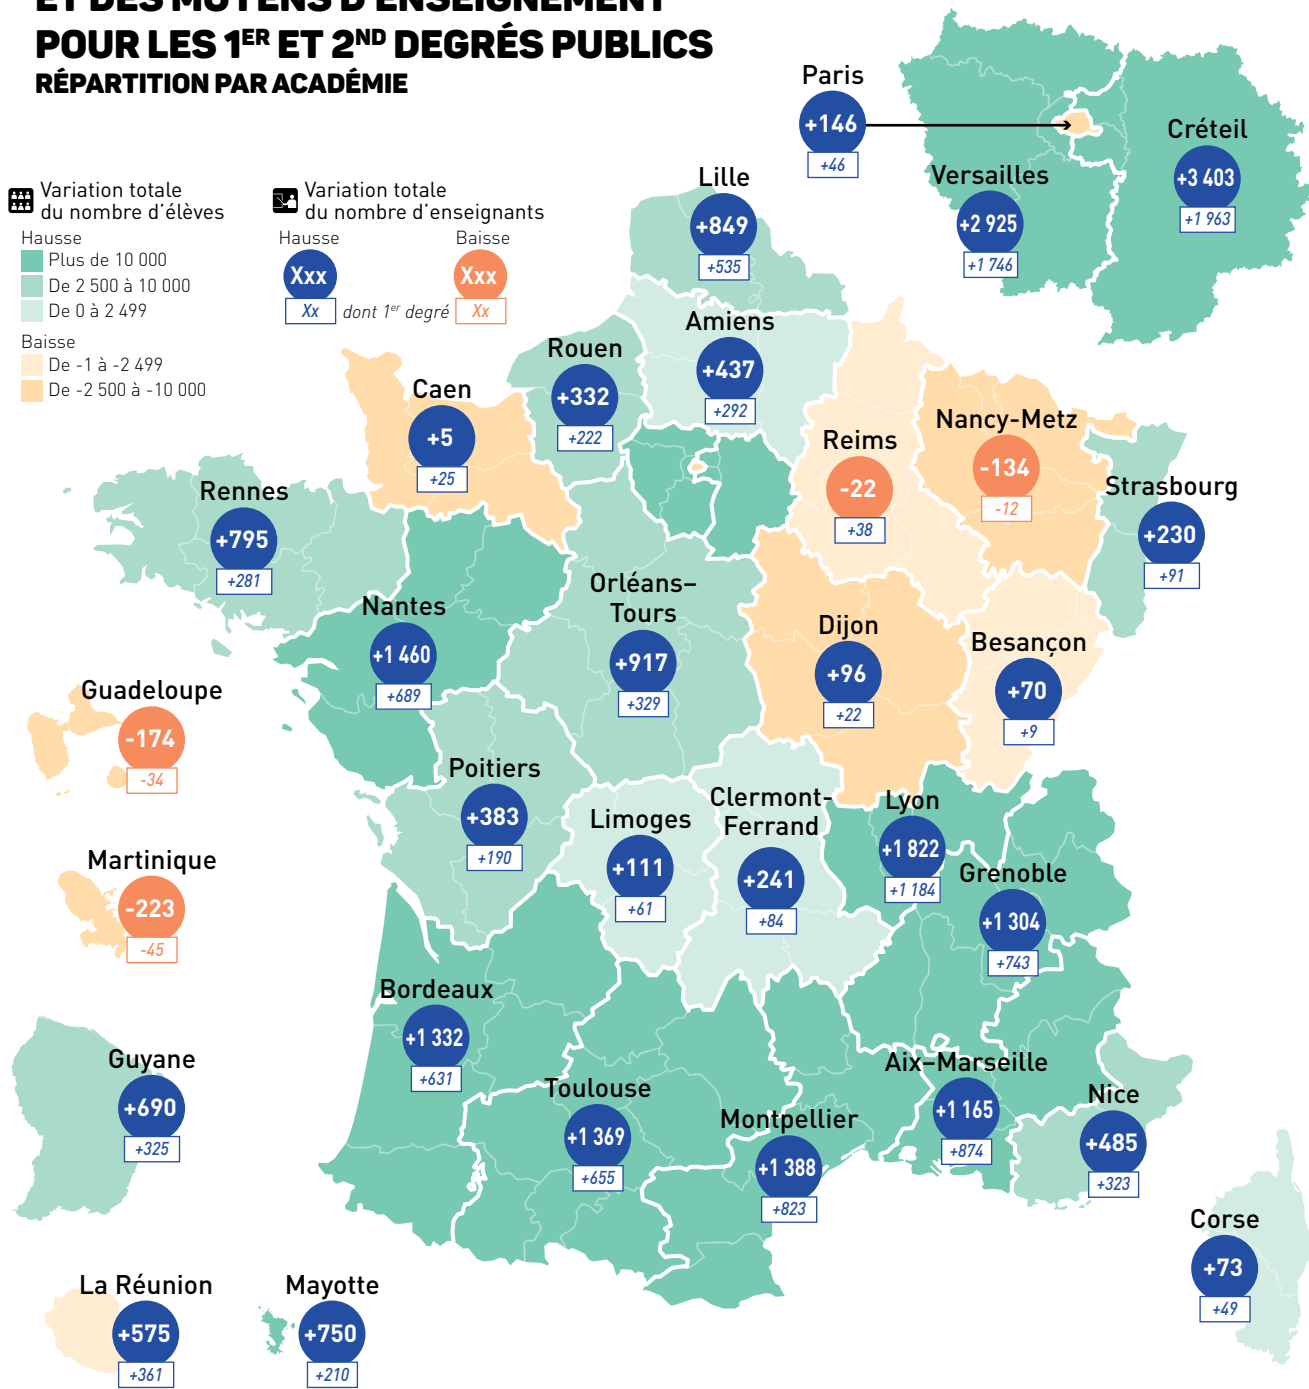 ET DES MOYENS D'ENSEIGNEMENT
POUR LES 1ER ET 2ND DEGRÉS PUBLICS
RÉPARTITION PAR ACADÉMIE
Variation totale
du nombre d'élèves
Hausse
Plus de 10 000
De 2 500 à 10 000
De 0 à 2 499
Baisse
De -1 à -2 499
De -2 500 à -10 000
Variation totale
du nombre d'enseignants
Hausse
Baisse
Xxx
Xxx
Xx dont 1er degré Xx
Paris
+146
+46
Créteil
+3 403
+1 963
Versailles
+2 925
+1 746
Lille
+849
+535
Amiens
+437
+292
Rouen
+332
+222
Caen
+5
+25
Reims
-22
+38
Nancy-Metz
-134
-12
Strasbourg
+230
+91
Rennes
+795
+281
Nantes
+1 460
+689
Orléans–
Tours
+917
+329
Dijon
+96
+22
Besançon
+70
+9
Guadeloupe
-174
-34
Poitiers
+383
+190
Limoges
+111
+61
Clermont-
Ferrand
+241
+84
Lyon
+1 822
+1 184
Grenoble
+1 304
+743
Martinique
-223
-45
Bordeaux
+1 332
+631
Guyane
+690
+325
Toulouse
+1 369
+655
Montpellier
+1 388
+823
Aix–Marseille
+1 165
+874
Nice
+485
+323
Corse
+73
+49
La Réunion
+575
+361
Mayotte
+750
+210